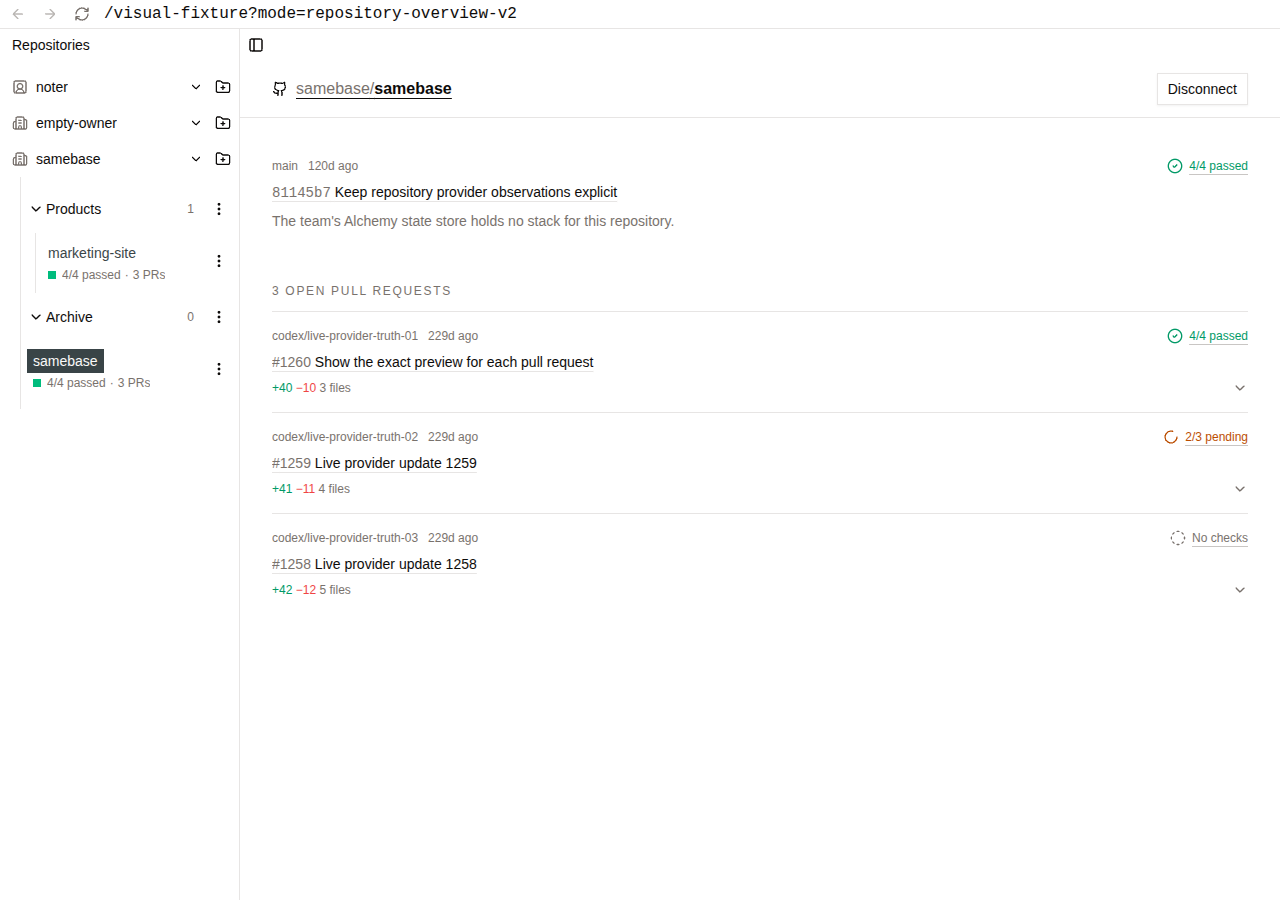 /visual-fixture?mode=repository-overview-v2
Repositories
noter
empty-owner
samebase
Products 1
marketing-site
4/4 passed · 3 PRs
Archive 0
samebase
4/4 passed · 3 PRs
samebase/samebase
Disconnect
main 120d ago
4/4 passed
81145b7 Keep repository provider observations explicit
The team's Alchemy state store holds no stack for this repository.
3 OPEN PULL REQUESTS
codex/live-provider-truth-01 229d ago
4/4 passed
#1260 Show the exact preview for each pull request
+40 −10 3 files
codex/live-provider-truth-02 229d ago
2/3 pending
#1259 Live provider update 1259
+41 −11 4 files
codex/live-provider-truth-03 229d ago
No checks
#1258 Live provider update 1258
+42 −12 5 files